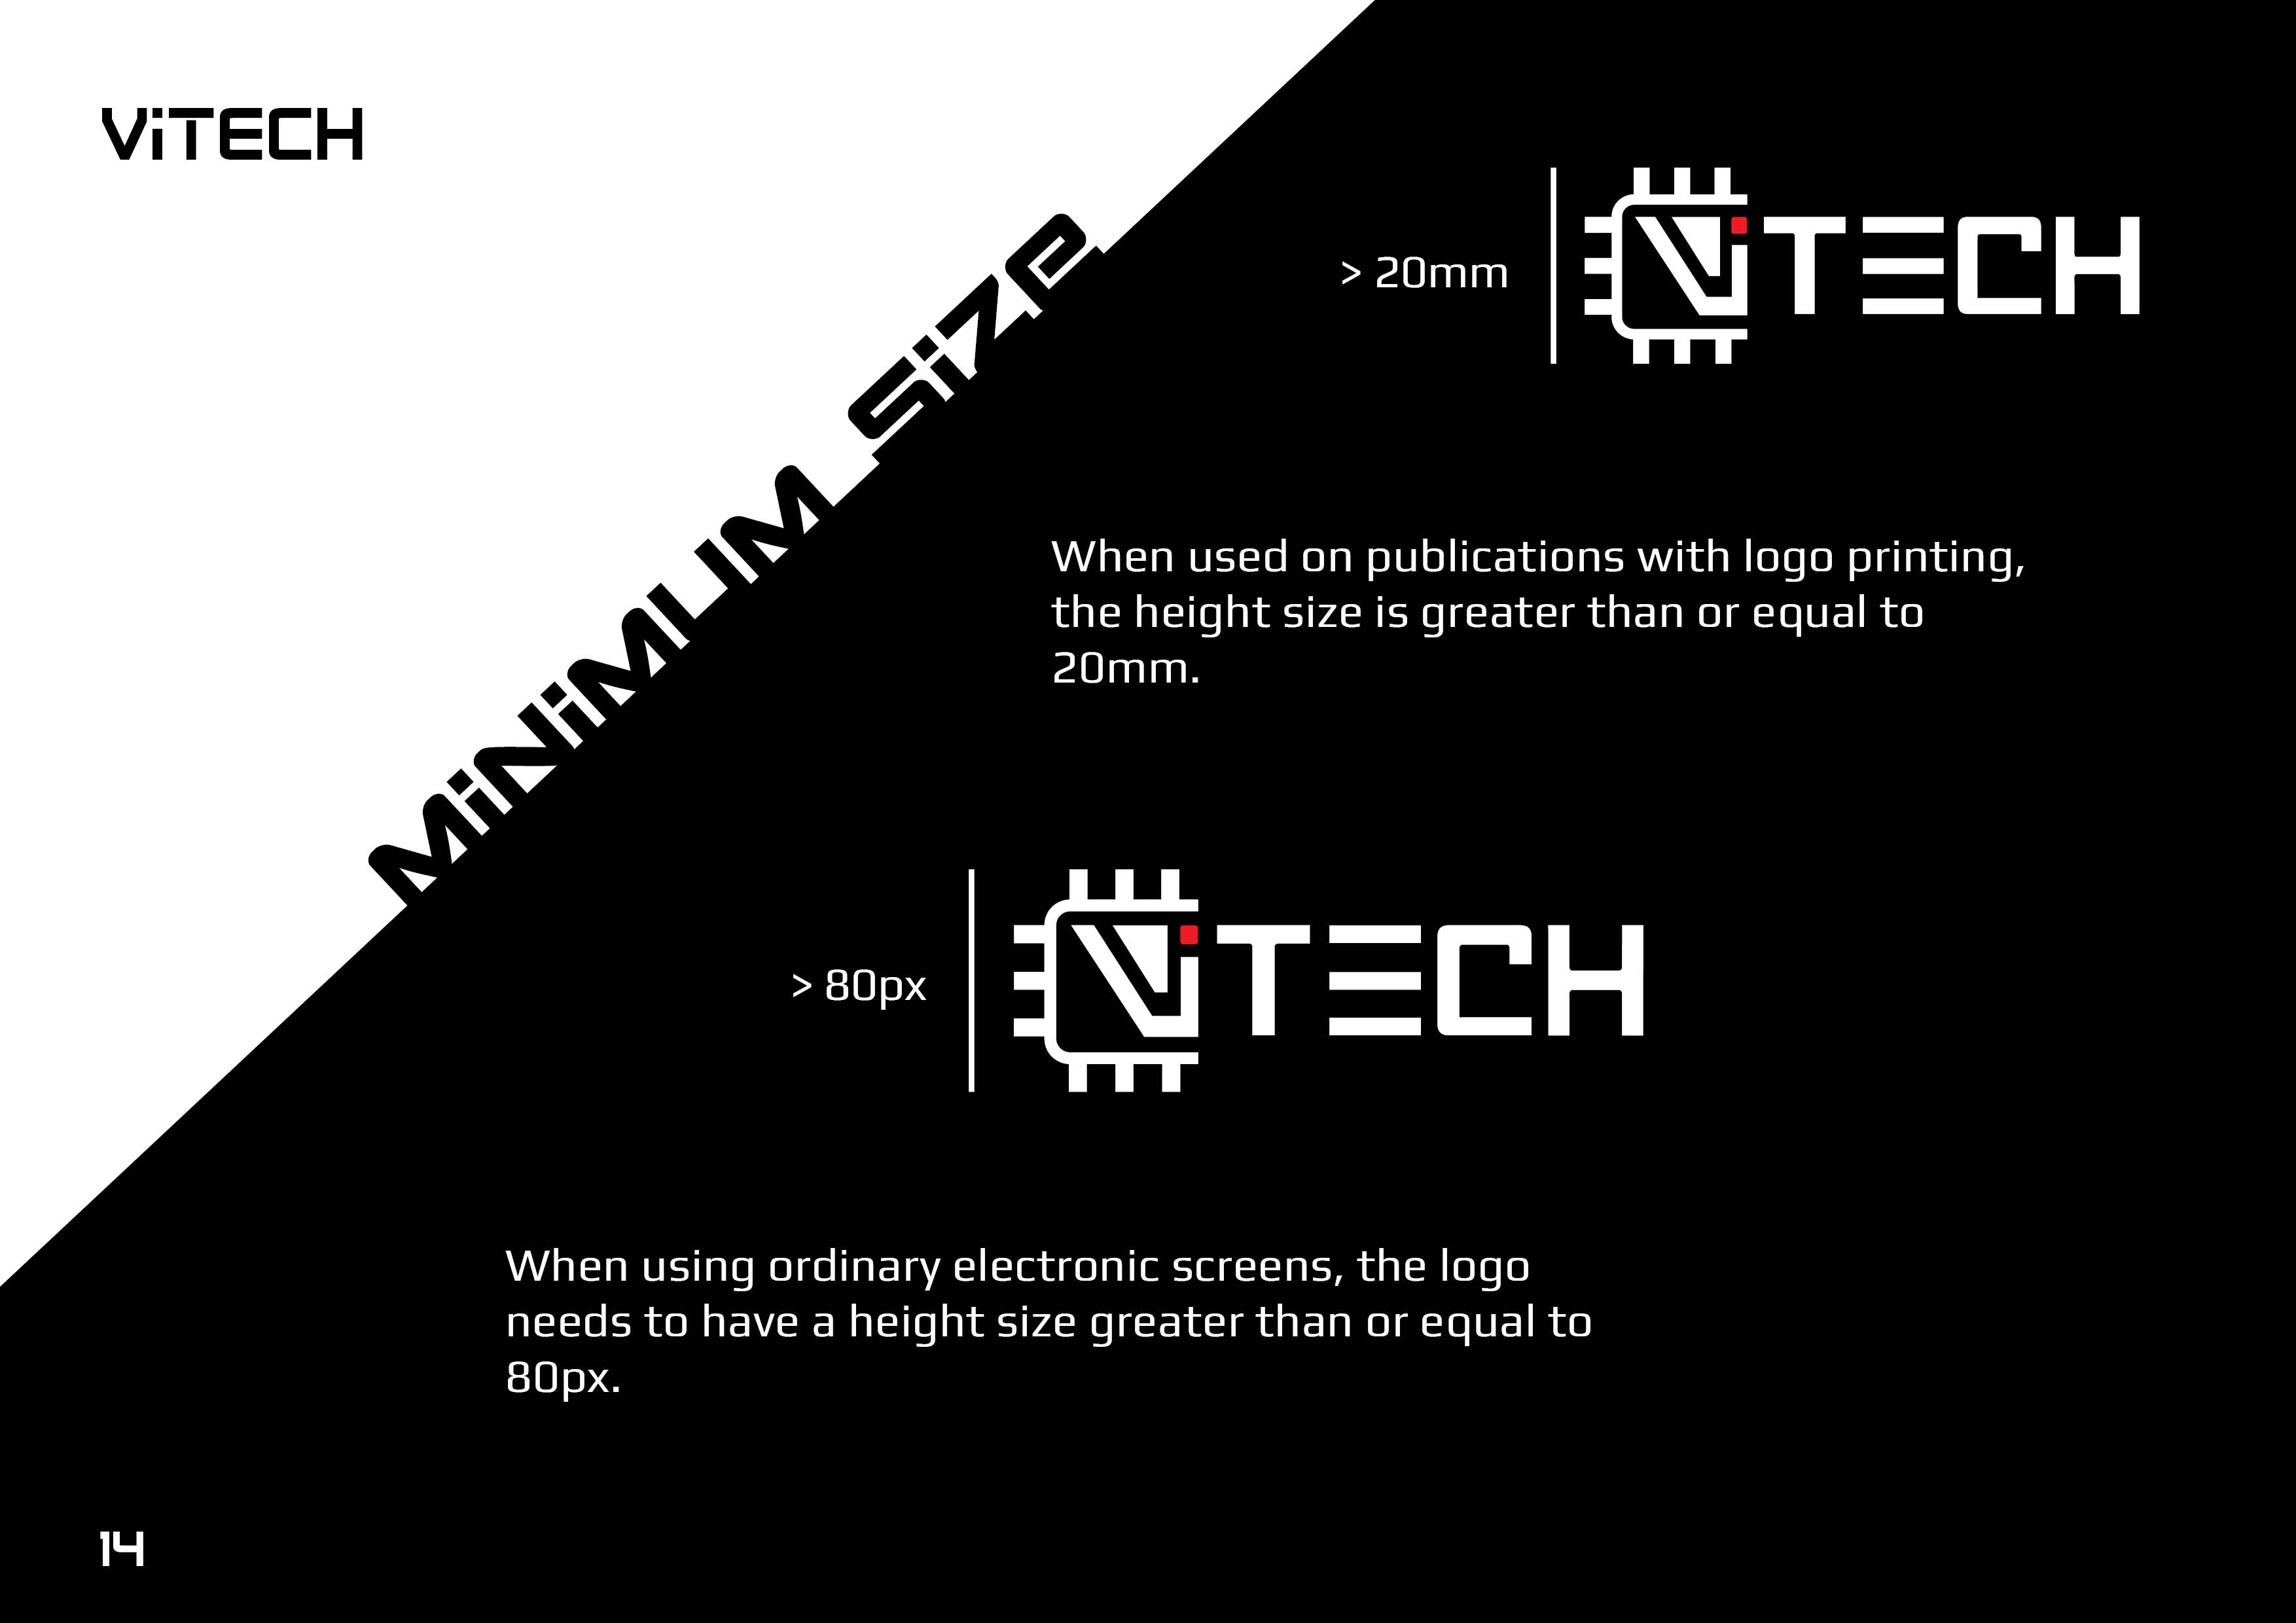 ViTECH
MiNiMUM SiZe
> 20mm
ViTECH
When used on publications with logo printing,
the height size is greater than or equal to
20mm.
> 80px
ViTECH
When using ordinary electronic screens, the logo
needs to have a height size greater than or equal to
80px.
14